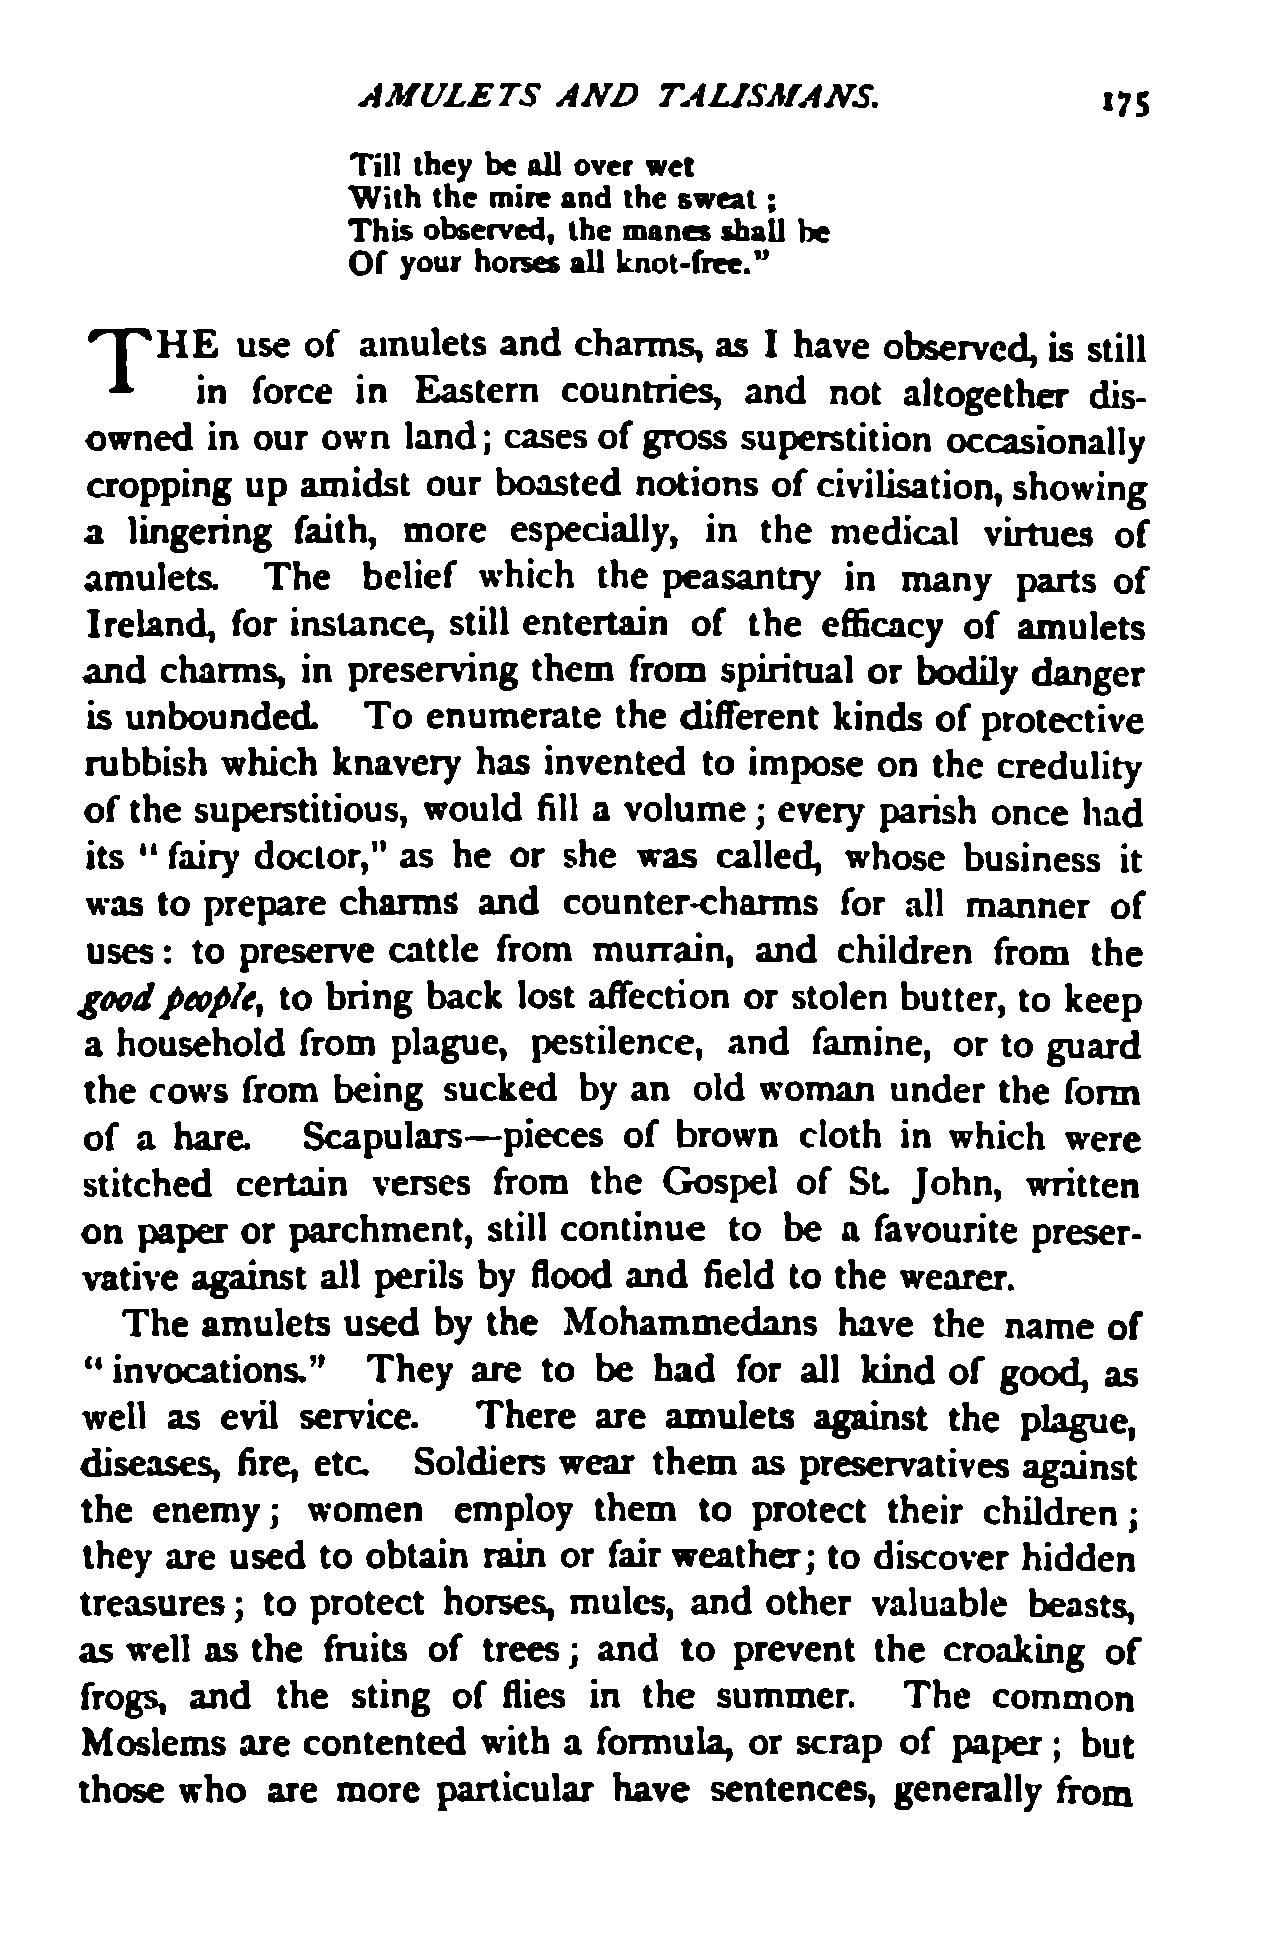 AMULETS AND TALISMANS. 175
Till they be all over wet
With the mire and the sweat ;
This observed, the manes shall be
Of your horses all knot-free."
THE use of amulets and charms, as I have observed, is still
in force in Eastern countries, and not altogether dis-
owned in our own land; cases of gross superstition occasionally
cropping up amidst our boasted notions of civilisation, showing
a lingering faith, more especially, in the medical virtues of
amulets. The belief which the peasantry in many parts of
Ireland, for instance, still entertain of the efficacy of amulets
and charms, in preserving them from spiritual or bodily danger
is unbounded. To enumerate the different kinds of protective
rubbish which knavery has invented to impose on the credulity
of the superstitious, would fill a volume ; every parish once had
its " fairy doctor," as he or she was called, whose business it
was to prepare charms and counter-charms for all manner of
uses : to preserve cattle from murrain, and children from the
good people, to bring back lost affection or stolen butter, to keep
a household from plague, pestilence, and famine, or to guard
the cows from being sucked by an old woman under the form
of a hare. Scapulars—pieces of brown cloth in which were
stitched certain verses from the Gospel of St. John, written
on paper or parchment, still continue to be a favourite preser-
vative against all perils by flood and field to the wearer.
The amulets used by the Mohammedans have the name of
" invocations." They are to be had for all kind of good, as
well as evil service. There are amulets against the plague,
diseases, fire, etc. Soldiers wear them as preservatives against
the enemy ; women employ them to protect their children ;
they are used to obtain rain or fair weather; to discover hidden
treasures ; to protect horses, mules, and other valuable beasts,
as well as the fruits of trees ; and to prevent the croaking of
frogs, and the sting of flies in the summer. The common
Moslems are contented with a formula, or scrap of paper ; but
those who are more particular have sentences, generally from